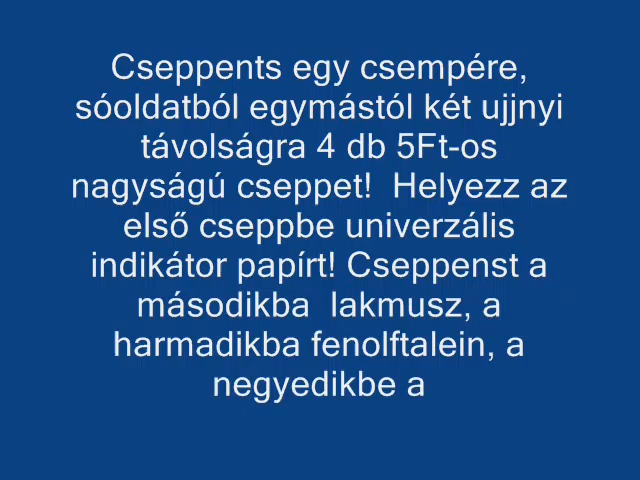 Cseppents egy csempére,
sóoldatból egymástól két ujjnyi
távolságra 4 db 5Ft-os
nagyságú cseppet!  Helyezz az
első cseppbe univerzális
indikátor papírt! Cseppenst a
másodikba  lakmusz, a
harmadikba fenolftalein, a
negyedikbe a